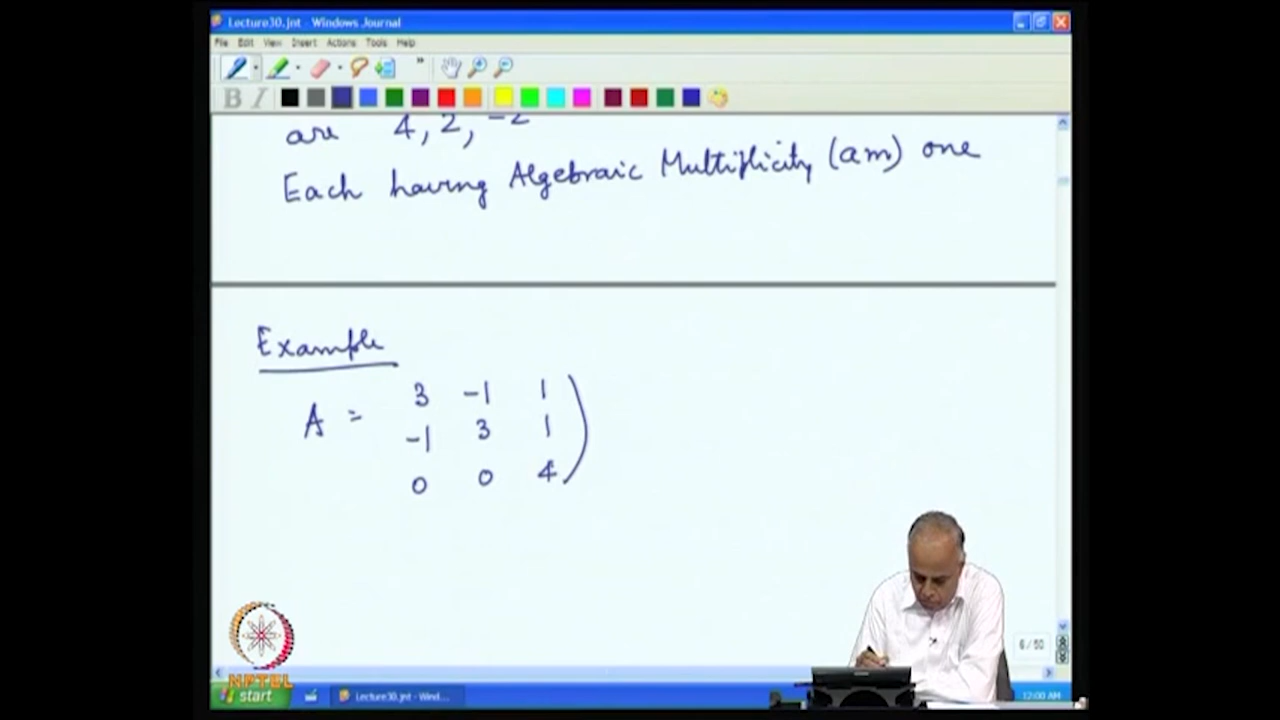 Lecture30.jnt - Windows Journal
File Edit View Insert Actions Tools Help
B I
are 4, 2, -2
Each having Algebraic Multiplicity (am) one
Example
A = 3 -1 1
-1 3 1
0 0 4
6 / 50
NPTEL
start Lecture30.jnt - Wind... 12:00 AM